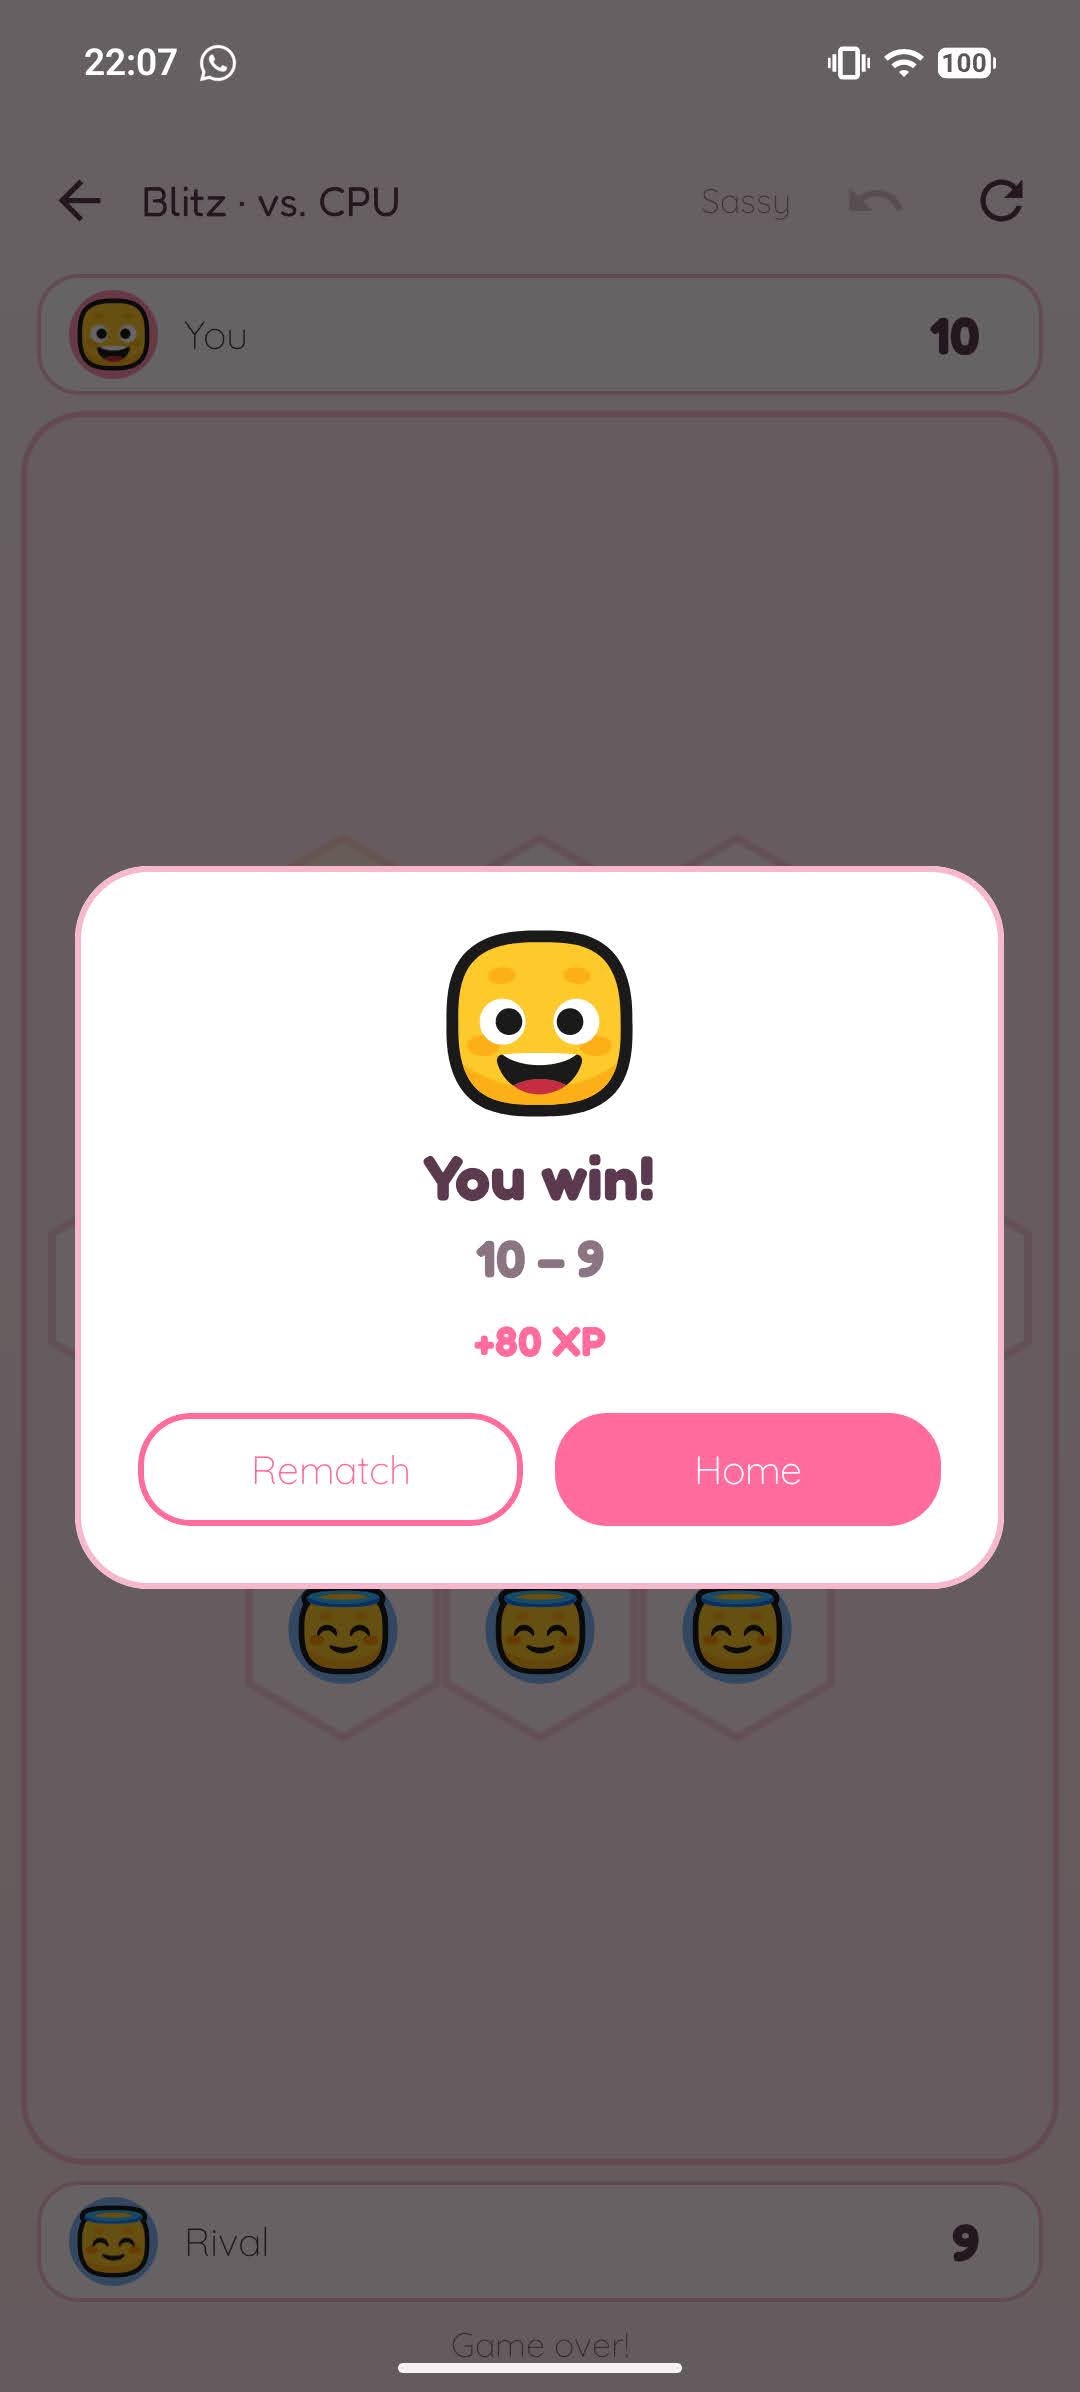 22:07
100
Blitz · vs. CPU
Sassy
You
10
You win!
10 – 9
+80 XP
Rematch
Home
Rival
9
Game over!